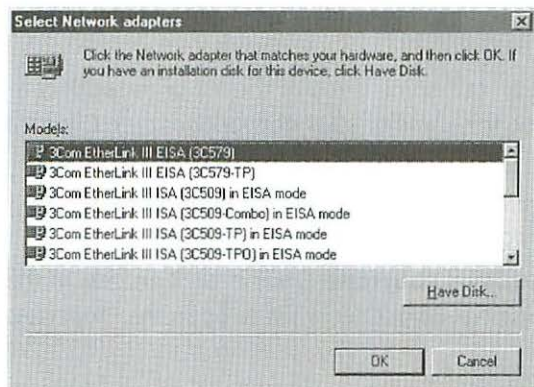 Select Network adapters
Click the Network adapter that matches your hardware, and then click OK. If
you have an installation disk for this device, click Have Disk.
Models:
3Com EtherLink III EISA (3C579)
3Com EtherLink III EISA (3C579-TP)
3Com EtherLink III ISA (3C509) in EISA mode
3Com EtherLink III ISA (3C509-Combo) in EISA mode
3Com EtherLink III ISA (3C509-TP) in EISA mode
3Com EtherLink III ISA (3C509-TPO) in EISA mode
Have Disk...
OK
Cancel